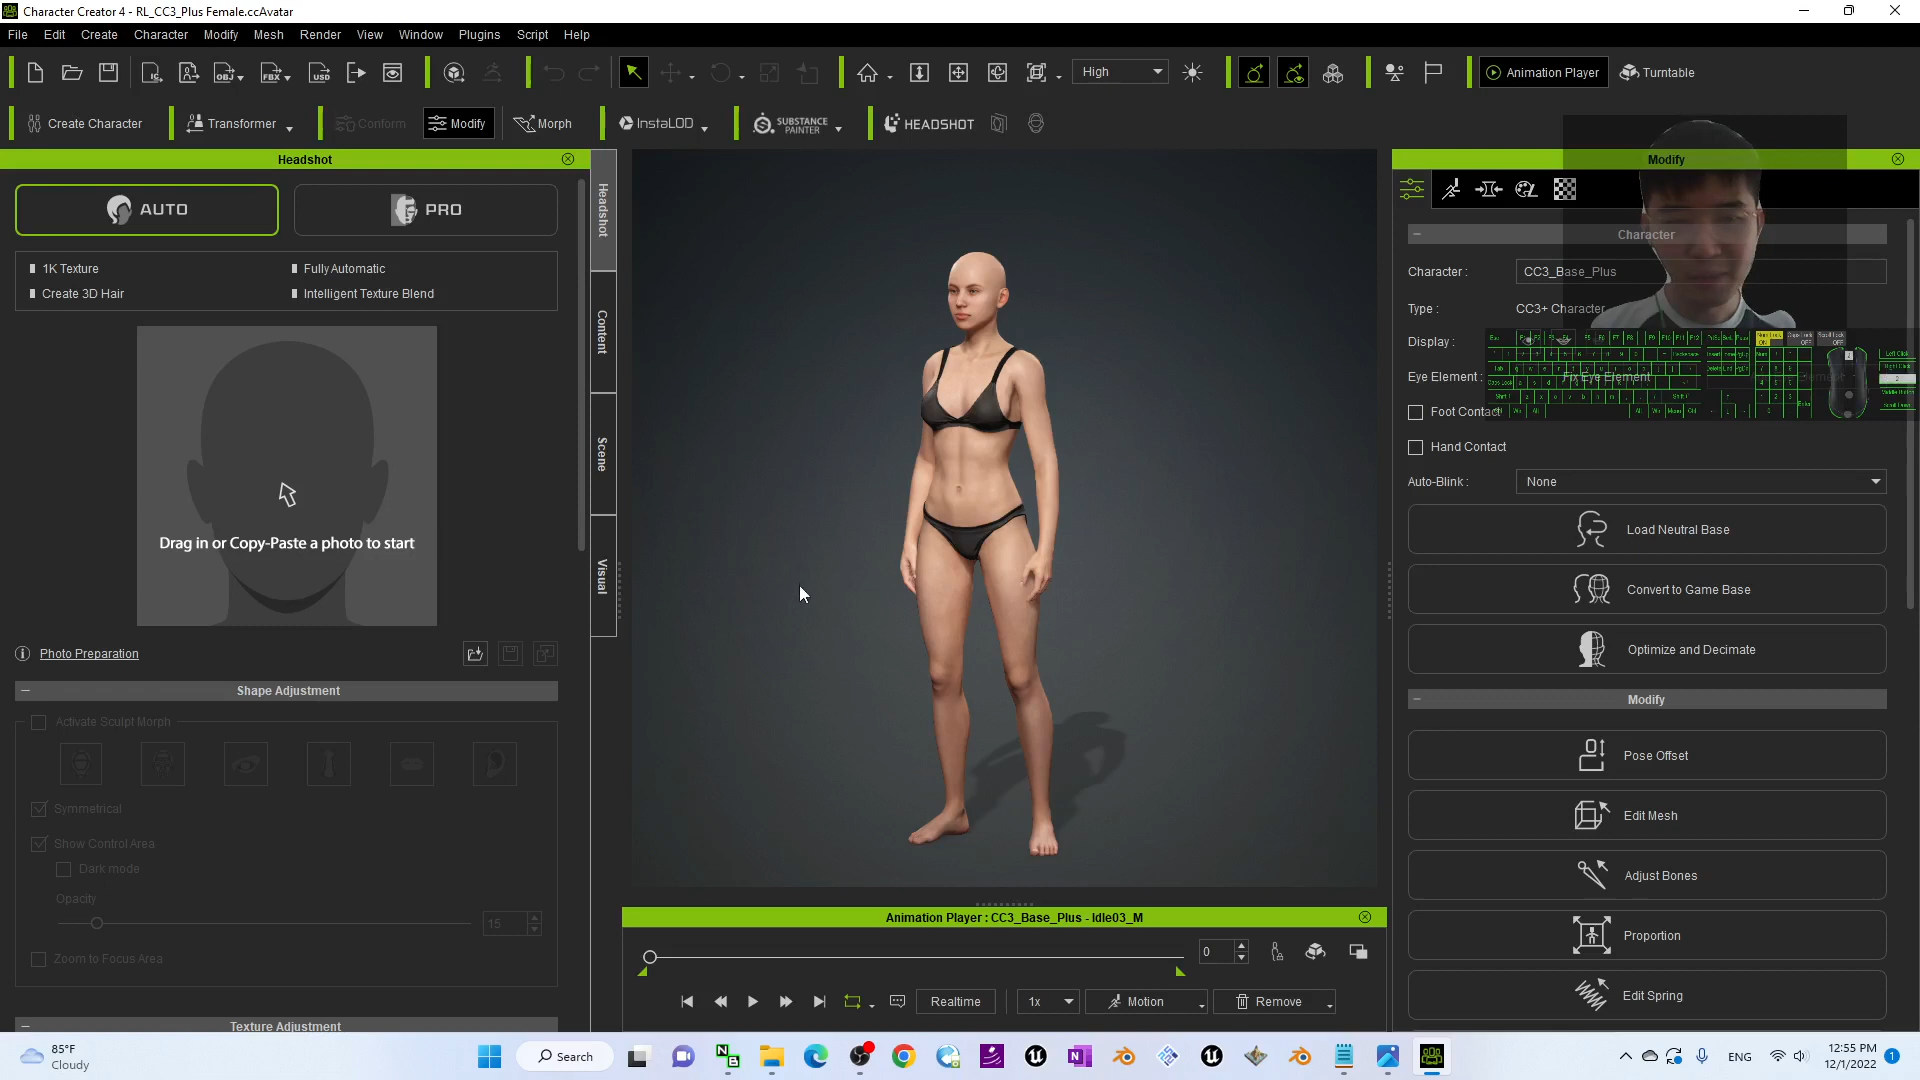 Character Creator 4 - RL_CC3_Plus Female.ccAvatar
File Edit Create Character Modify Mesh Render View Window Plugins Script Help
High Animation Player Turntable
Create Character Transformer Conform Modify Morph InstaLOD SUBSTANCE PAINTER HEADSHOT
Headshot
AUTO PRO
1K Texture Fully Automatic
Create 3D Hair Intelligent Texture Blend
Drag in or Copy-Paste a photo to start
Photo Preparation
Shape Adjustment
Activate Sculpt Morph
Symmetrical
Show Control Area
Dark mode
Opacity
15
Zoom to Focus Area
Texture Adjustment
Headshot
Content
Scene
Visual
Animation Player : CC3_Base_Plus - Idle03_M
0
Realtime 1x Motion Remove
Modify
Character
Character : CC3_Base_Plus
Type : CC3+ Character
Display :
Eye Element : Fix Eye Element
Foot Contact
Hand Contact
Auto-Blink : None
Load Neutral Base
Convert to Game Base
Optimize and Decimate
Modify
Pose Offset
Edit Mesh
Adjust Bones
Proportion
Edit Spring
85°F
Cloudy
Search
ENG
12:55 PM
12/1/2022
1